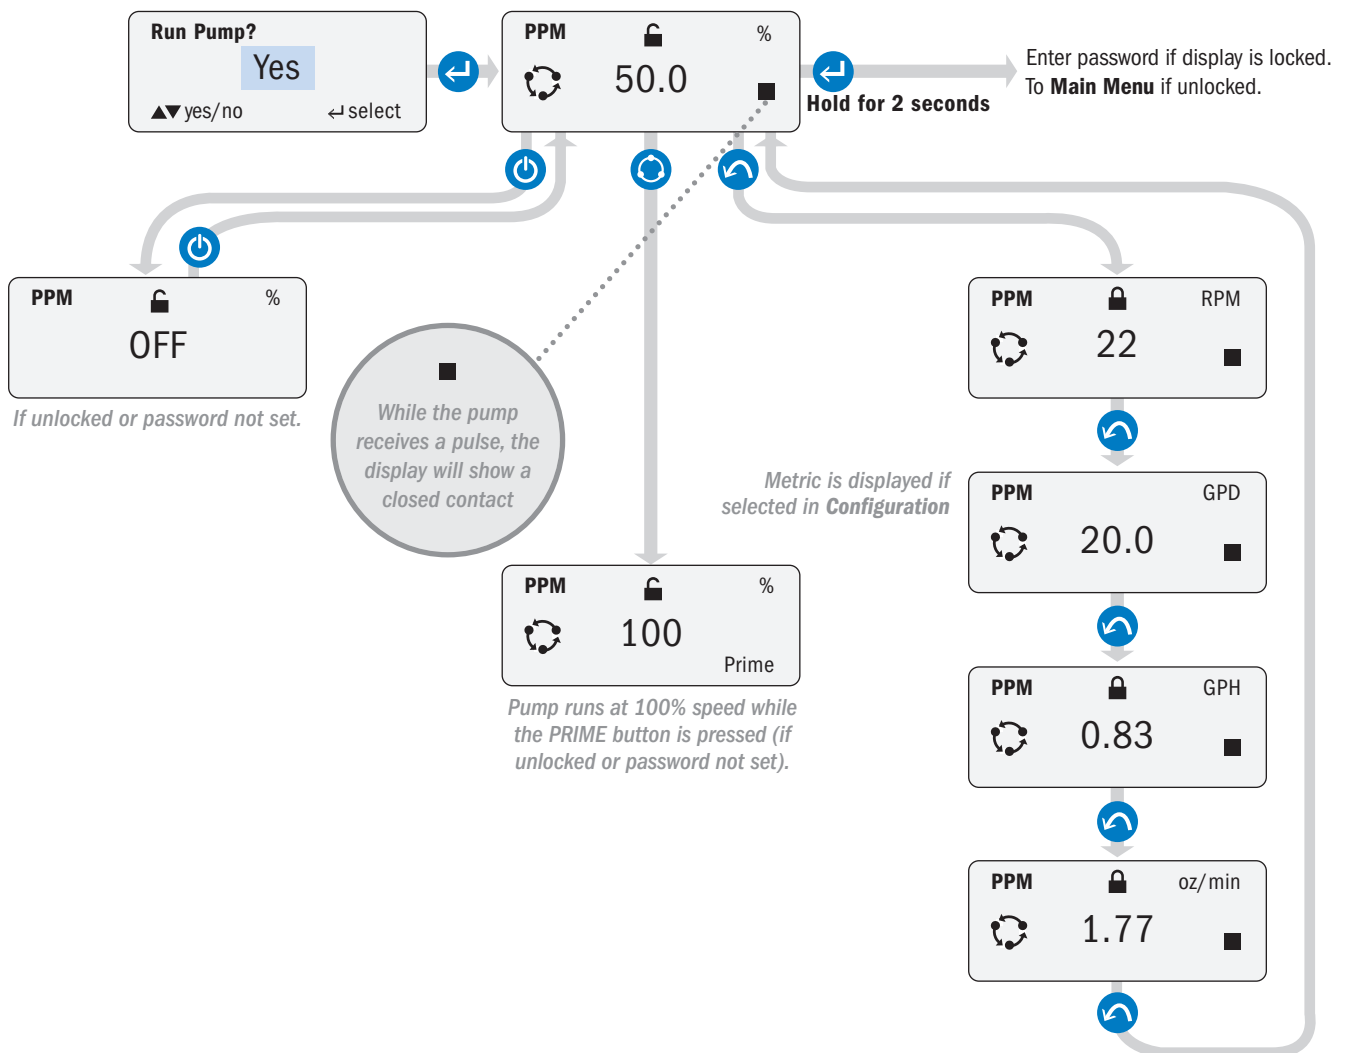 Run Pump?
Yes
▲▼ yes/no ↵ select
PPM %
50.0
Hold for 2 seconds
Enter password if display is locked.
To Main Menu if unlocked.
PPM %
OFF
If unlocked or password not set.
While the pump
receives a pulse, the
display will show a
closed contact
PPM %
100
Prime
Pump runs at 100% speed while
the PRIME button is pressed (if
unlocked or password not set).
PPM RPM
22
Metric is displayed if
selected in Configuration
PPM GPD
20.0
PPM GPH
0.83
PPM oz/min
1.77